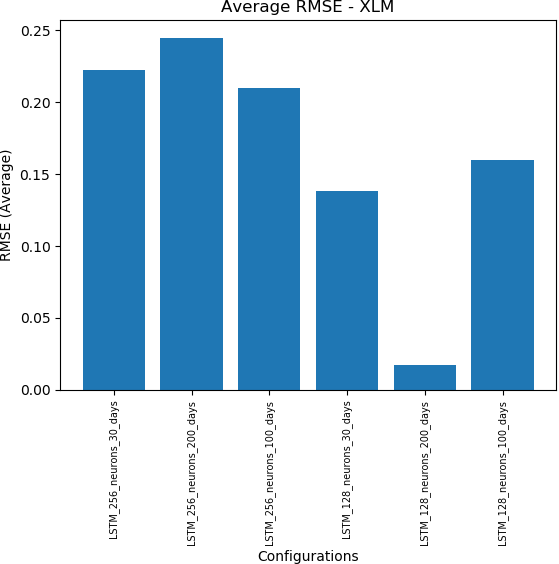 Average RMSE - XLM
RMSE (Average)
0.25
0.20
0.15
0.10
0.05
0.00
LSTM_256_neurons_30_days
LSTM_256_neurons_200_days
LSTM_256_neurons_100_days
LSTM_128_neurons_30_days
LSTM_128_neurons_200_days
LSTM_128_neurons_100_days
Configurations